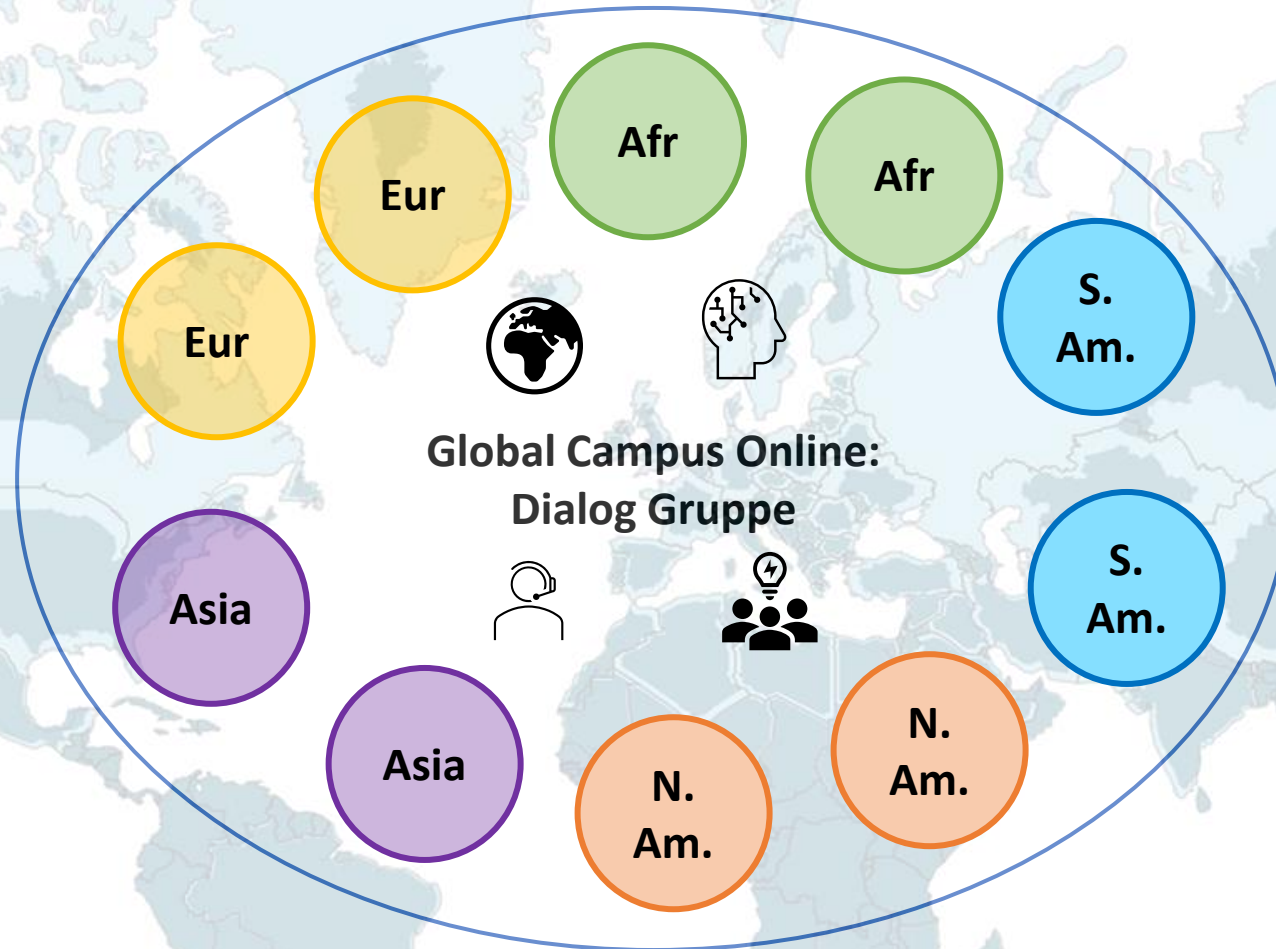 Afr
Afr
Eur
S.
Am.
Eur
Global Campus Online:
Dialog Gruppe
S.
Am.
Asia
N.
Am.
Asia
N.
Am.